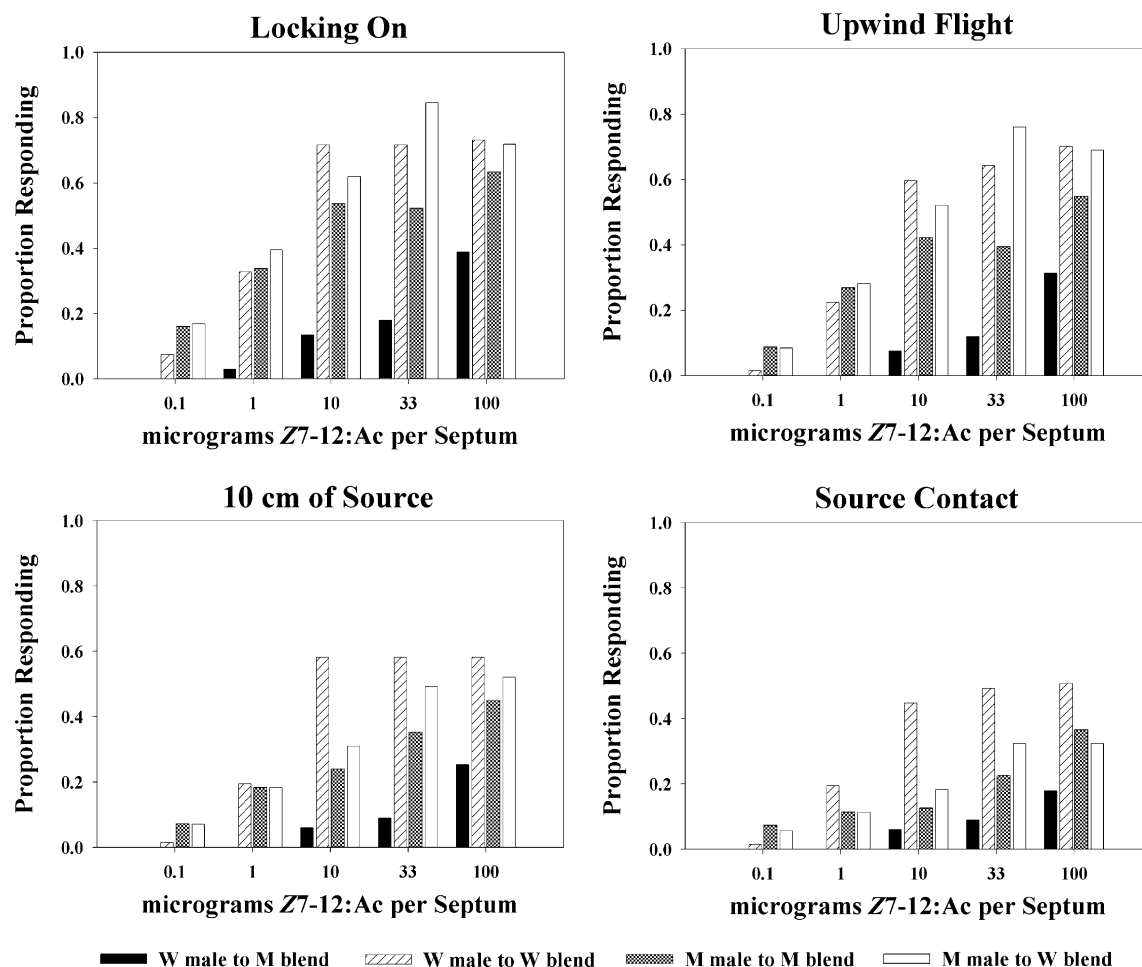 Locking On
Proportion Responding
1.0
0.8
0.6
0.4
0.2
0.0
0.1 1 10 33 100
micrograms Z7-12:Ac per Septum
Upwind Flight
Proportion Responding
1.0
0.8
0.6
0.4
0.2
0.0
0.1 1 10 33 100
micrograms Z7-12:Ac per Septum
10 cm of Source
Proportion Responding
1.0
0.8
0.6
0.4
0.2
0.0
0.1 1 10 33 100
micrograms Z7-12:Ac per Septum
Source Contact
Proportion Responding
1.0
0.8
0.6
0.4
0.2
0.0
0.1 1 10 33 100
micrograms Z7-12:Ac per Septum
W male to M blend W male to W blend M male to M blend M male to W blend